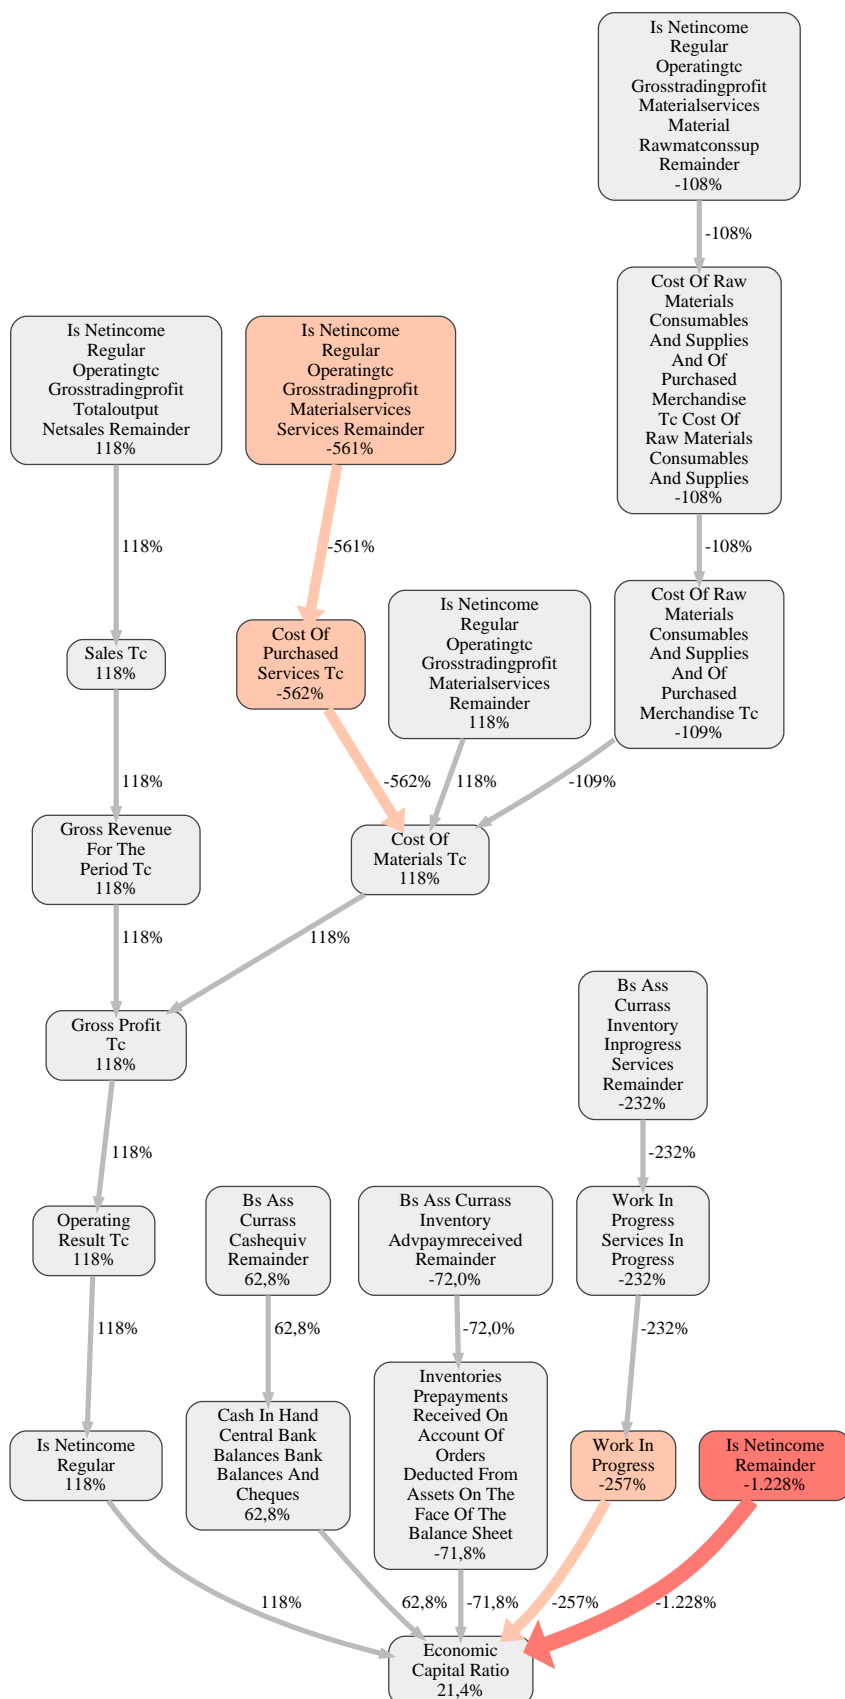 Is Netincome
Regular
Operatingtc
Grosstradingprofit
Materialservices
Material
Rawmatconssup
Remainder
-108%
-108%
Cost Of Raw
Materials
Consumables
And Supplies
And Of
Purchased
Merchandise
Tc Cost Of
Raw Materials
Consumables
And Supplies
-108%
Is Netincome
Regular
Operatingtc
Grosstradingprofit
Totaloutput
Netsales Remainder
118%
Is Netincome
Regular
Operatingtc
Grosstradingprofit
Materialservices
Services Remainder
-561%
118%
-561%
-108%
Is Netincome
Regular
Operatingtc
Grosstradingprofit
Materialservices
Remainder
118%
Cost Of Raw
Materials
Consumables
And Supplies
And Of
Purchased
Merchandise Tc
-109%
Sales Tc
118%
Cost Of
Purchased
Services Tc
-562%
118%
-562%
118%
-109%
Gross Revenue
For The
Period Tc
118%
Cost Of
Materials Tc
118%
118%
118%
Gross Profit
Tc
118%
Bs Ass
Currass
Inventory
Inprogress
Services
Remainder
-232%
118%
-232%
Operating
Result Tc
118%
Bs Ass
Currass
Cashequiv
Remainder
62,8%
Bs Ass Currass
Inventory
Advpaymreceived
Remainder
-72,0%
Work In
Progress
Services In
Progress
-232%
118%
62,8%
-72,0%
-232%
Is Netincome
Regular
118%
Cash In Hand
Central Bank
Balances Bank
Balances And
Cheques
62,8%
Inventories
Prepayments
Received On
Account Of
Orders
Deducted From
Assets On The
Face Of The
Balance Sheet
-71,8%
Work In
Progress
-257%
Is Netincome
Remainder
-1.228%
118%
62,8%
-71,8%
-257%
-1.228%
Economic
Capital Ratio
21,4%